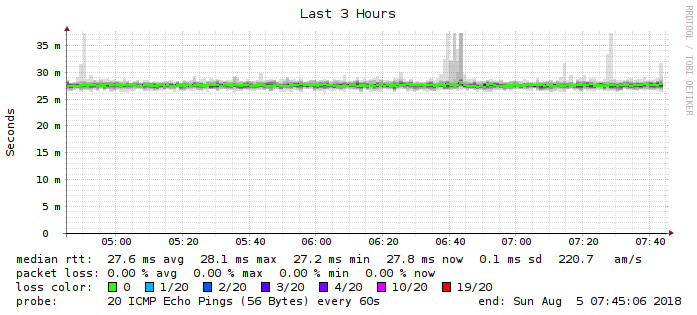 Last 3 Hours
RRDTOOL / TOBI OETIKER
Seconds
35 m
30 m
25 m
20 m
15 m
10 m
5 m
0
05:00 05:20 05:40 06:00 06:20 06:40 07:00 07:20 07:40
median rtt: 27.6 ms avg 28.1 ms max 27.2 ms min 27.8 ms now 0.1 ms sd 220.7 am/s
packet loss: 0.00 % avg 0.00 % max 0.00 % min 0.00 % now
loss color: 0 1/20 2/20 3/20 4/20 10/20 19/20
probe: 20 ICMP Echo Pings (56 Bytes) every 60s end: Sun Aug 5 07:45:06 2018